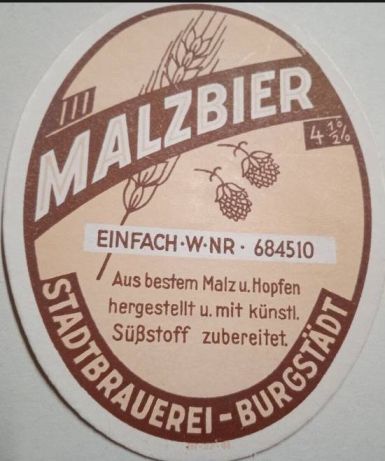 III
MALZBIER
4 1/2%
EINFACH·W·NR· 684510
Aus bestem Malz u. Hopfen
hergestellt u. mit künstl.
Süßstoff zubereitet.
STADTBRAUEREI-BURGSTÄDT